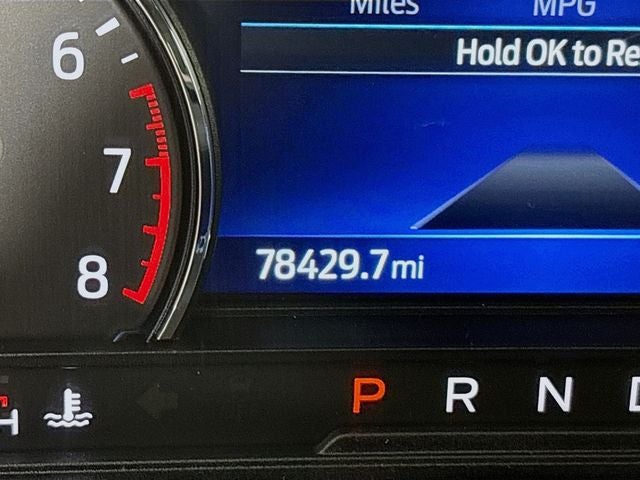 Miles MPG
Hold OK to Re
6
7
8
78429.7 mi
P R N